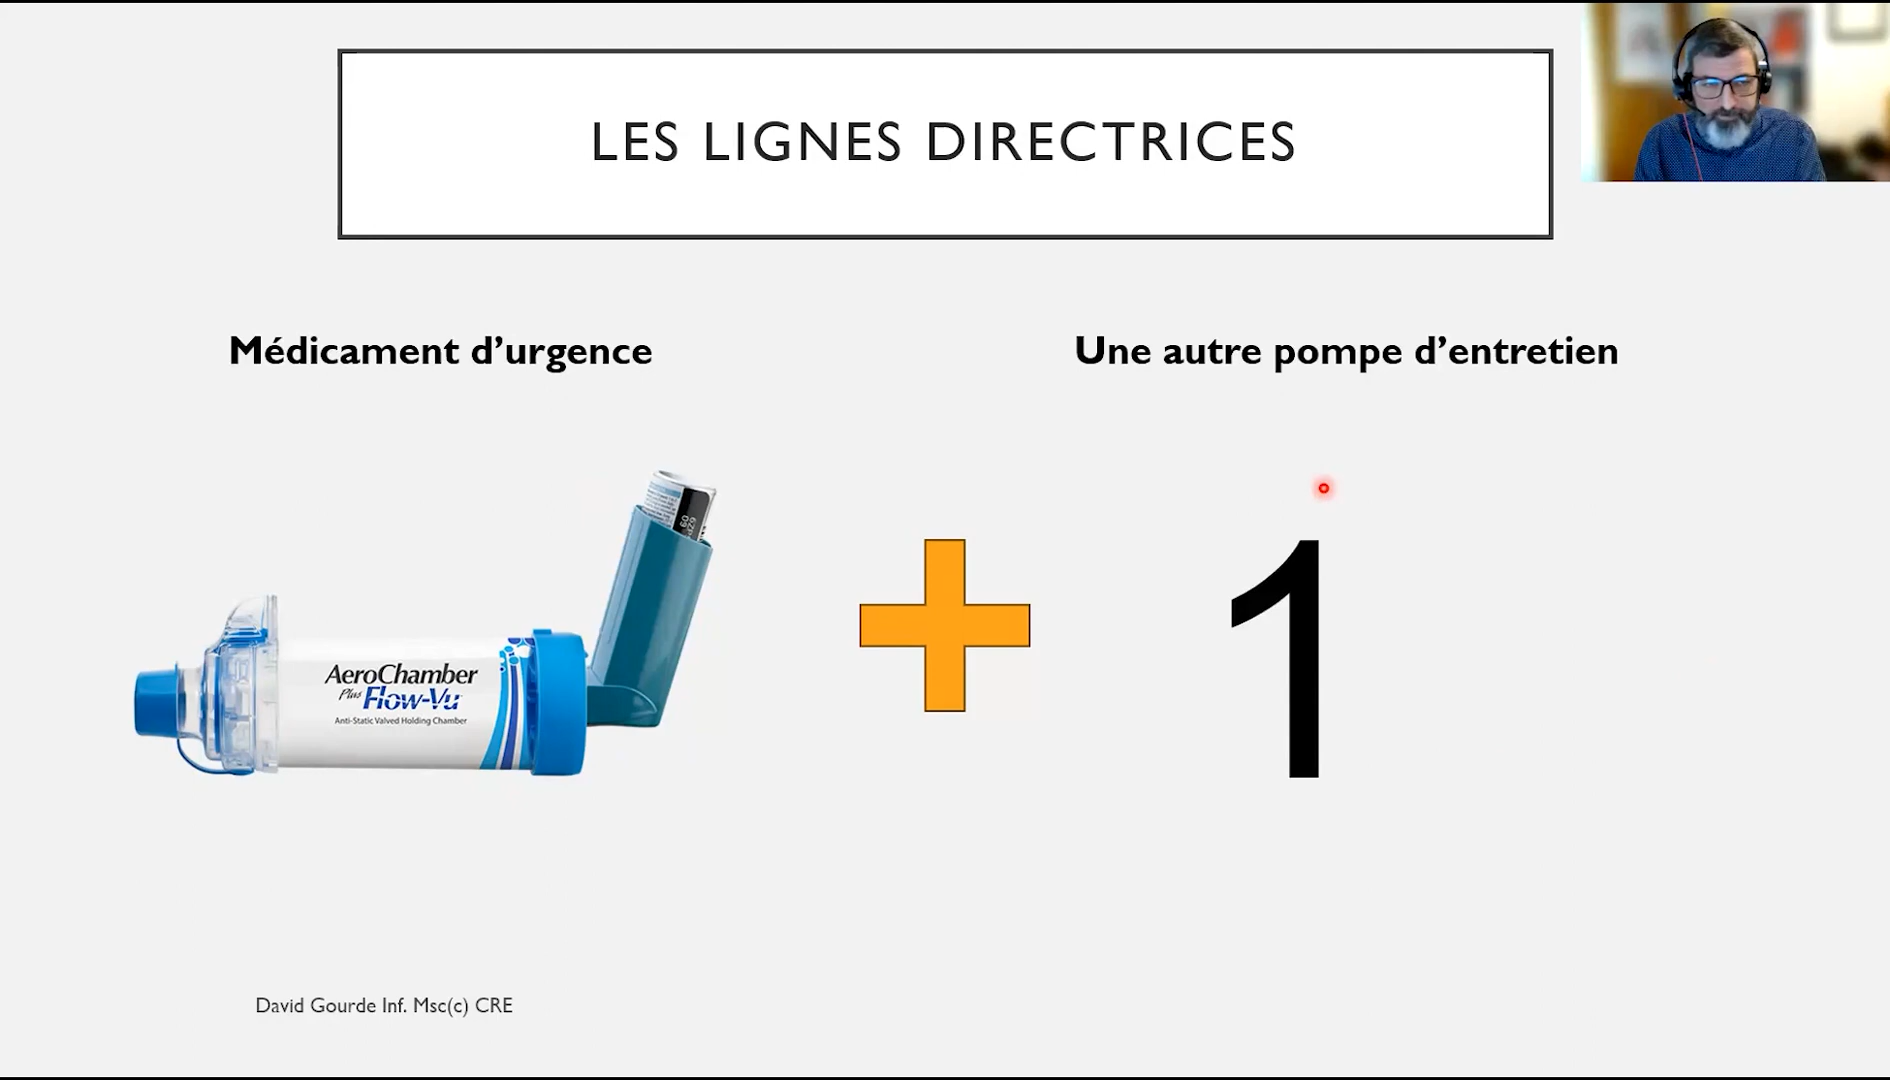 LES LIGNES DIRECTRICES
Médicament d’urgence
Une autre pompe d’entretien
AeroChamber
Plus Flow-Vu
Anti-Static Valved Holding Chamber
1
David Gourde Inf. Msc(c) CRE